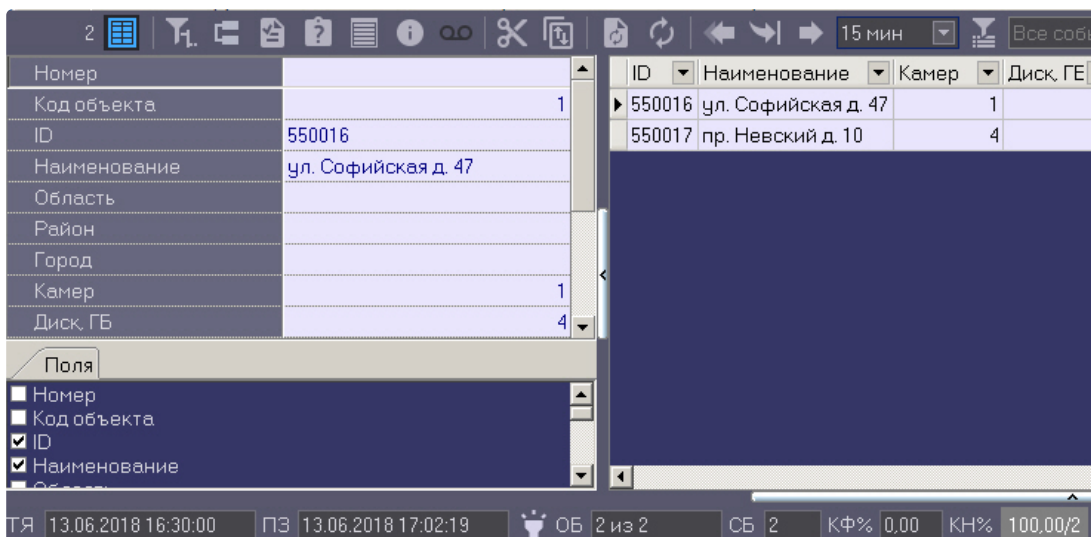 2 15 мин Все собы
Номер
Код объекта 1
ID 550016
Наименование ул. Софийская д. 47
Область
Район
Город
Камер 1
Диск, ГБ 4
ID Наименование Камер Диск, ГЕ
550016 ул. Софийская д. 47 1
550017 пр. Невский д. 10 4
Поля
Номер
Код объекта
ID
Наименование
ТЯ 13.06.2018 16:30:00 ПЗ 13.06.2018 17:02:19 ОБ 2 из 2 СБ 2 КФ% 0,00 КН% 100,00/2